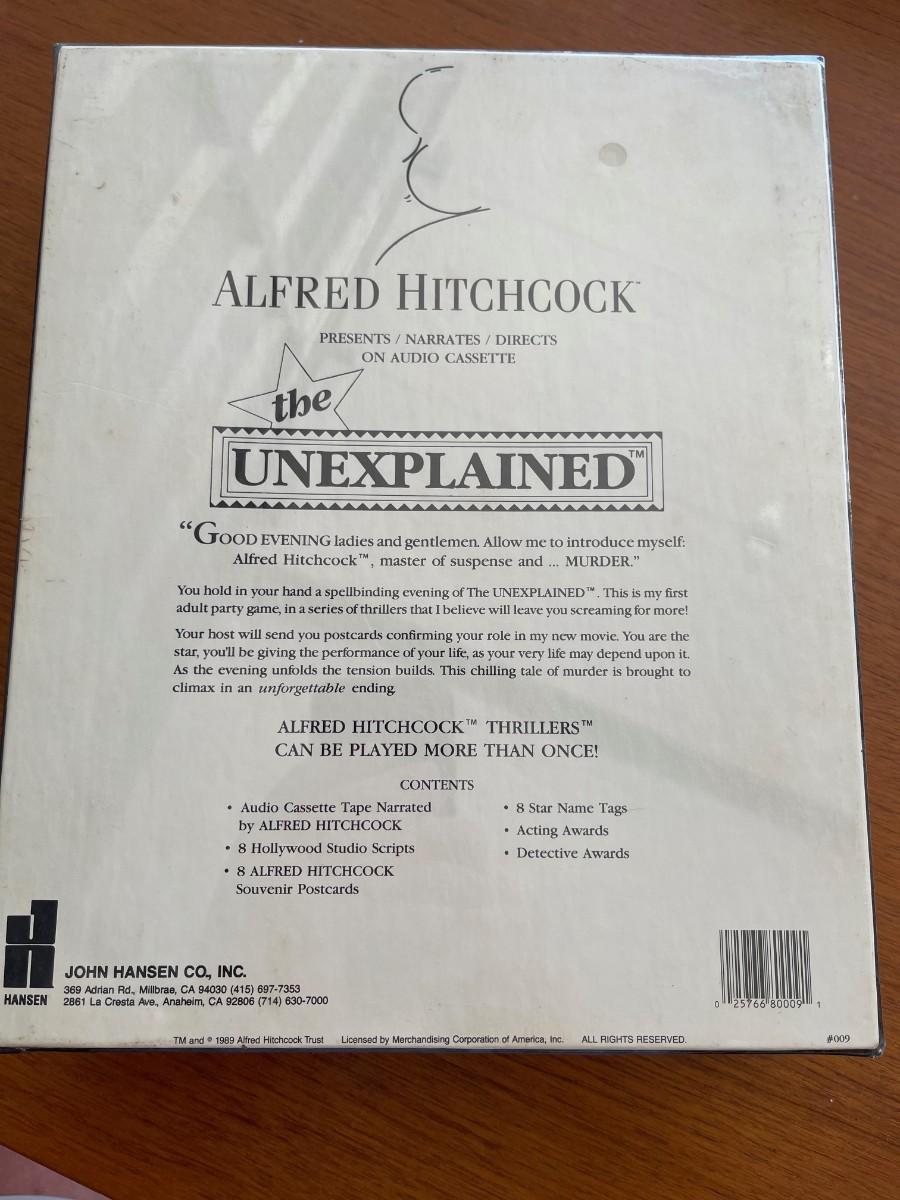 ALFRED HITCHCOCK™
PRESENTS / NARRATES / DIRECTS
ON AUDIO CASSETTE
the
UNEXPLAINED™
“GOOD EVENING ladies and gentlemen. Allow me to introduce myself:
Alfred Hitchcock™, master of suspense and ... MURDER.”
You hold in your hand a spellbinding evening of The UNEXPLAINED™. This is my first
adult party game, in a series of thrillers that I believe will leave you screaming for more!
Your host will send you postcards confirming your role in my new movie. You are the
star, you'll be giving the performance of your life, as your very life may depend upon it.
As the evening unfolds the tension builds. This chilling tale of murder is brought to
climax in an unforgettable ending.
ALFRED HITCHCOCK™ THRILLERS™
CAN BE PLAYED MORE THAN ONCE!
CONTENTS
• Audio Cassette Tape Narrated
by ALFRED HITCHCOCK
• 8 Hollywood Studio Scripts
• 8 ALFRED HITCHCOCK
Souvenir Postcards
• 8 Star Name Tags
• Acting Awards
• Detective Awards
HANSEN
JOHN HANSEN CO., INC.
369 Adrian Rd., Millbrae, CA 94030 (415) 697-7353
2861 La Cresta Ave., Anaheim, CA 92806 (714) 630-7000
0 25766 80009 1
TM and © 1989 Alfred Hitchcock Trust Licensed by Merchandising Corporation of America, Inc. ALL RIGHTS RESERVED.
#009